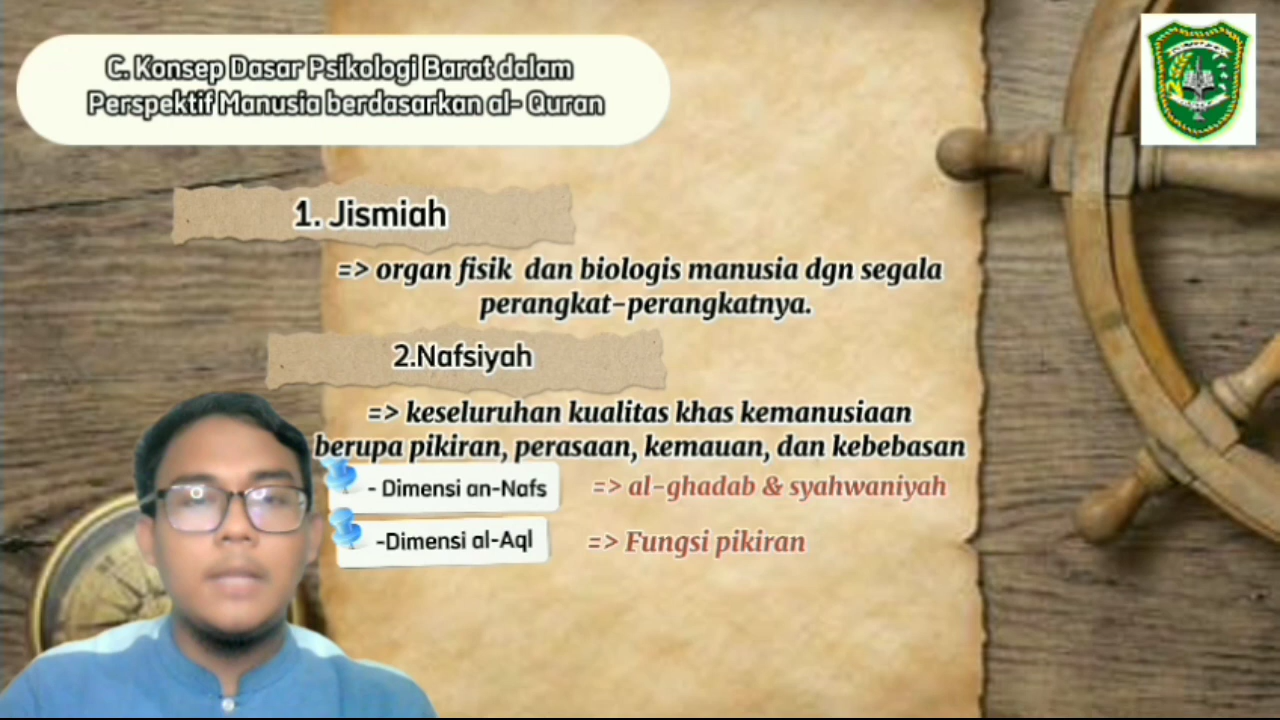 C. Konsep Dasar Psikologi Barat dalam
Perspektif Manusia berdasarkan al- Quran
1. Jismiah
=> organ fisik dan biologis manusia dgn segala
perangkat-perangkatnya.
2.Nafsiyah
=> keseluruhan kualitas khas kemanusiaan
berupa pikiran, perasaan, kemauan, dan kebebasan
- Dimensi an-Nafs => al-ghadab & syahwaniyah
-Dimensi al-Aql => Fungsi pikiran